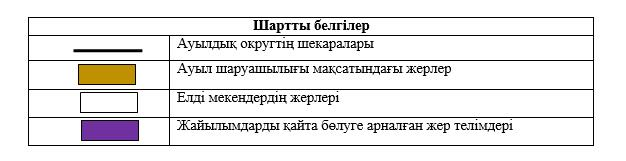 Шартты белгілер
Ауылдық округтің шекаралары
Ауыл шаруашылығы мақсатындағы жерлер
Елді мекендердің жерлері
Жайылымдарды қайта бөлуге арналған жер телімдері